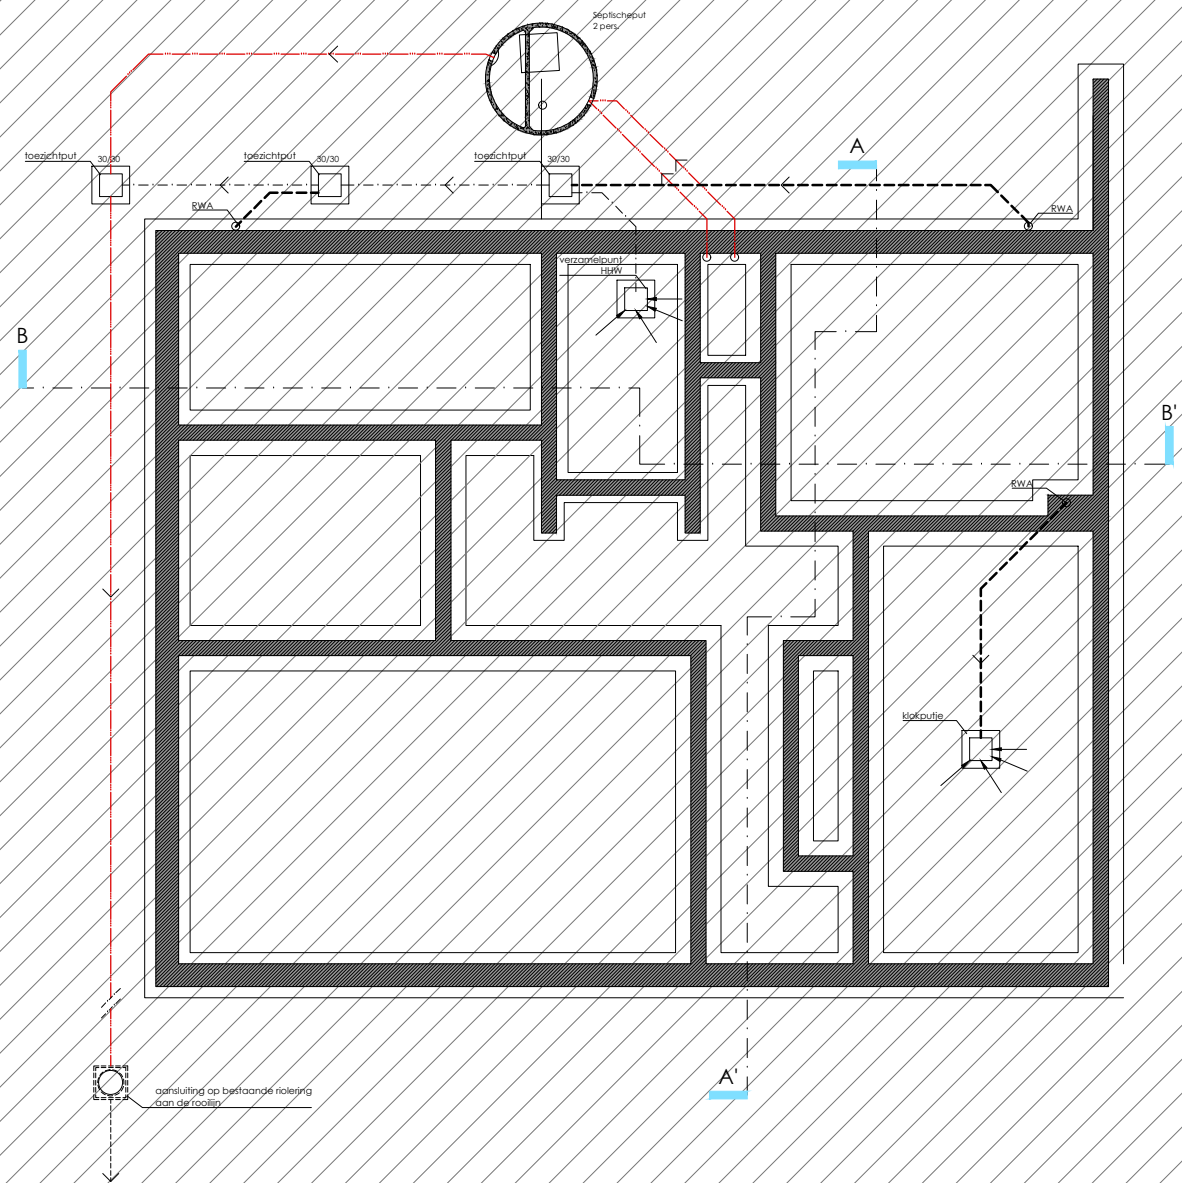 Septischeput
2 pers.
A
toezichtput
30/30
toezichtput
30/30
toezichtput
30/30
RWA
RWA
verzamelpunt
HHW
B
B'
RWA
klokputje
A'
aansluiting op bestaande riolering
aan de rooilijn